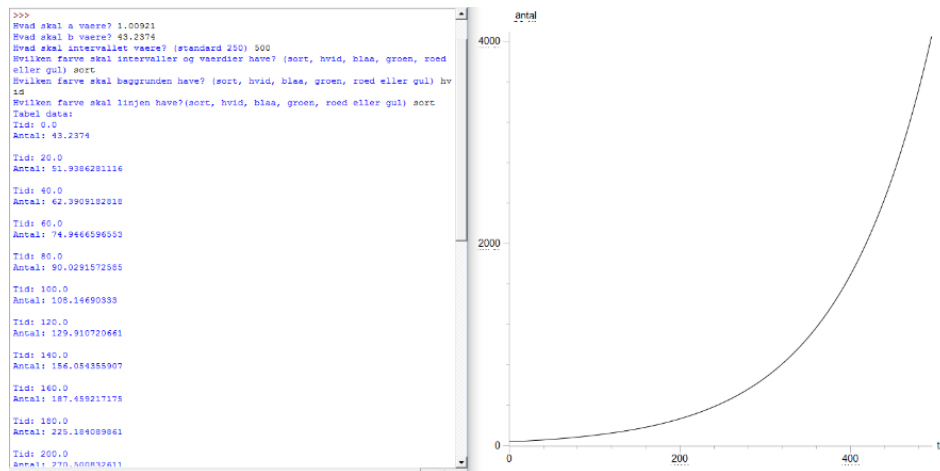 >>>
Hvad skal a vaere? 1.00921
Hvad skal b vaere? 43.2374
Hvad skal intervallet vaere? (standard 250) 500
Hvilken farve skal intervaller og vaerdier have? (sort, hvid, blaa, groen, roed
eller gul) sort
Hvilken farve skal baggrunden have? (sort, hvid, blaa, groen, roed eller gul) hv
id
Hvilken farve skal linjen have?(sort, hvid, blaa, groen, roed eller gul) sort
Tabel data:
Tid: 0.0
Antal: 43.2374
Tid: 20.0
Antal: 51.9386281116
Tid: 40.0
Antal: 62.3909182818
Tid: 60.0
Antal: 74.9466596553
Tid: 80.0
Antal: 90.0291572585
Tid: 100.0
Antal: 108.14690333
Tid: 120.0
Antal: 129.910720661
Tid: 140.0
Antal: 156.054355907
Tid: 160.0
Antal: 187.459217175
Tid: 180.0
Antal: 225.184089861
Tid: 200.0
Antal: 270.500832611
antal
4000
2000
0
0
200
400
t